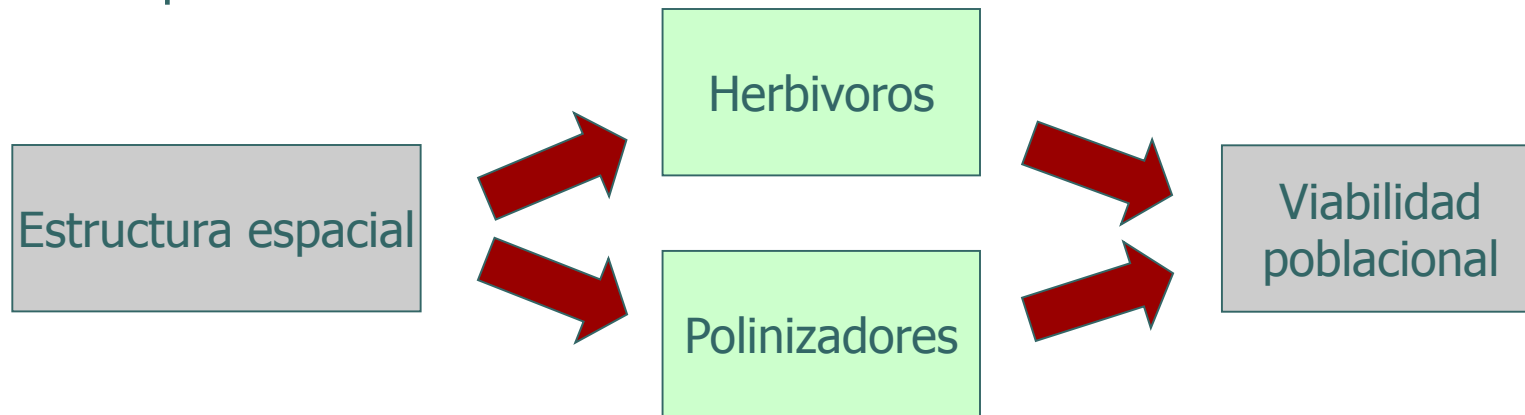 Herbivoros
Estructura espacial
Viabilidad
poblacional
Polinizadores